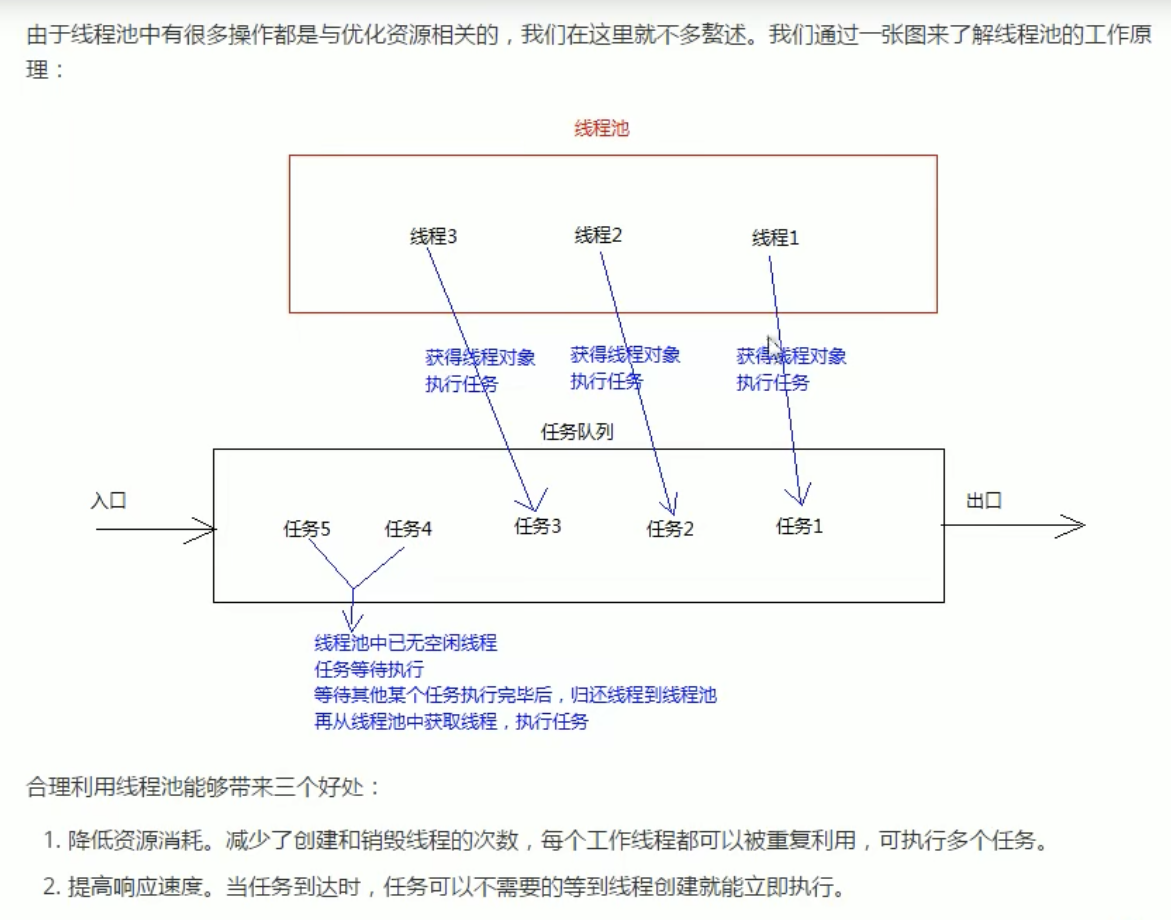 由于线程池中有很多操作都是与优化资源相关的，我们在这里就不多赘述。我们通过一张图来了解线程池的工作原
理：
线程池
线程3
线程2
线程1
获得线程对象
执行任务
获得线程对象
执行任务
获得线程对象
执行任务
任务队列
入口
出口
任务5
任务4
任务3
任务2
任务1
线程池中已无空闲线程
任务等待执行
等待其他某个任务执行完毕后，归还线程到线程池
再从线程池中获取线程，执行任务
合理利用线程池能够带来三个好处：
1. 降低资源消耗。减少了创建和销毁线程的次数，每个工作线程都可以被重复利用，可执行多个任务。
2. 提高响应速度。当任务到达时，任务可以不需要的等到线程创建就能立即执行。